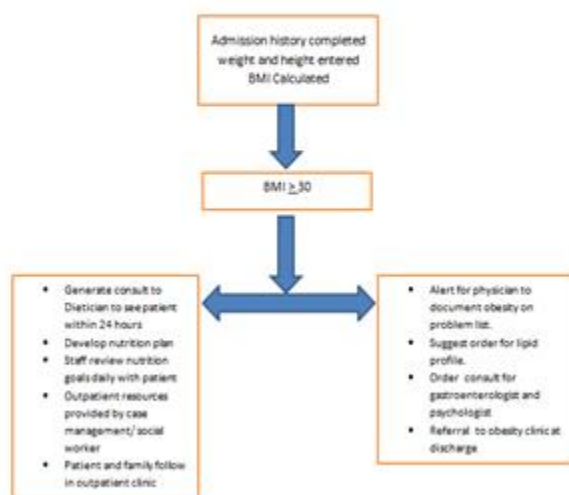 Admission history completed
weight and height entered
BMI Calculated
BMI ≥ 30
Generate consult to
Dietician to see patient
within 24 hours
Develop nutrition plan
Staff review nutrition
goals daily with patient
Outpatient resources
provided by case
management/ social
worker
Patient and family follow
in outpatient clinic
Alert for physician to
document obesity on
problem list.
Suggest order for lipid
profile.
Order consult for
gastroenterologist and
psychologist
Referral to obesity clinic at
discharge